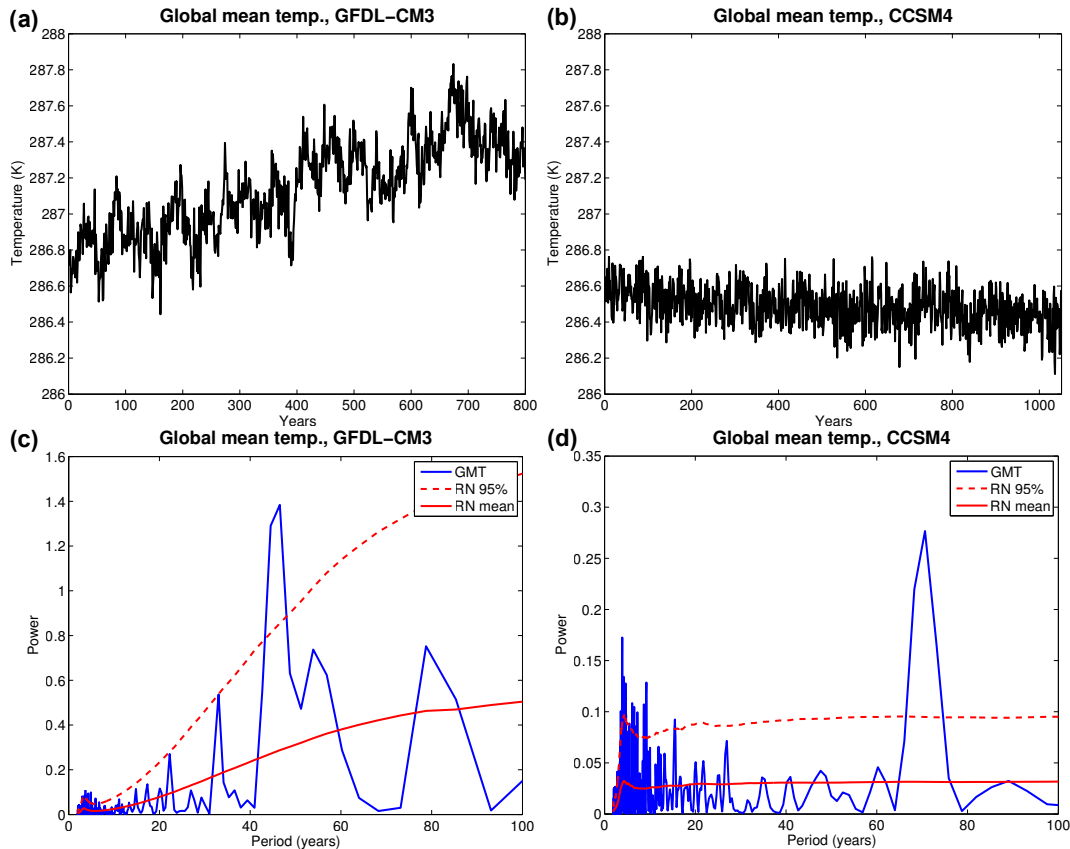 (a) Global mean temp., GFDL−CM3
288
287.8
287.6
287.4
287.2
287
286.8
286.6
286.4
286.2
286
Temperature (K)
0 100 200 300 400 500 600 700 800
Years
(b) Global mean temp., CCSM4
288
287.8
287.6
287.4
287.2
287
286.8
286.6
286.4
286.2
286
Temperature (K)
0 200 400 600 800 1000
Years
(c) Global mean temp., GFDL−CM3
1.6
1.4
1.2
1
0.8
0.6
0.4
0.2
0
Power
GMT
RN 95%
RN mean
0 20 40 60 80 100
Period (years)
(d) Global mean temp., CCSM4
0.35
0.3
0.25
0.2
0.15
0.1
0.05
0
Power
GMT
RN 95%
RN mean
0 20 40 60 80 100
Period (years)